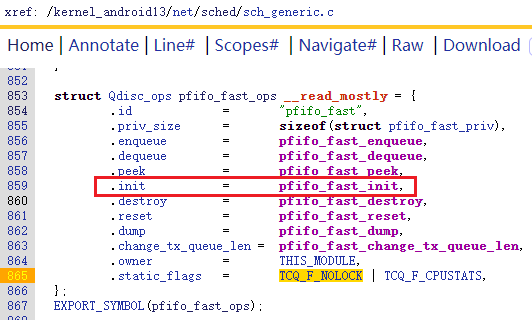 xref: /kernel_android13/net/sched/sch_generic.c
Home | Annotate | Line# | Scopes# | Navigate# | Raw | Download
851 }
852
853 struct Qdisc_ops pfifo_fast_ops __read_mostly = {
854 .id = "pfifo_fast",
855 .priv_size = sizeof(struct pfifo_fast_priv),
856 .enqueue = pfifo_fast_enqueue,
857 .dequeue = pfifo_fast_dequeue,
858 .peek = pfifo_fast_peek,
859 .init = pfifo_fast_init,
860 .destroy = pfifo_fast_destroy,
861 .reset = pfifo_fast_reset,
862 .dump = pfifo_fast_dump,
863 .change_tx_queue_len = pfifo_fast_change_tx_queue_len,
864 .owner = THIS_MODULE,
865 .static_flags = TCQ_F_NOLOCK | TCQ_F_CPUSTATS,
866 };
867 EXPORT_SYMBOL(pfifo_fast_ops);